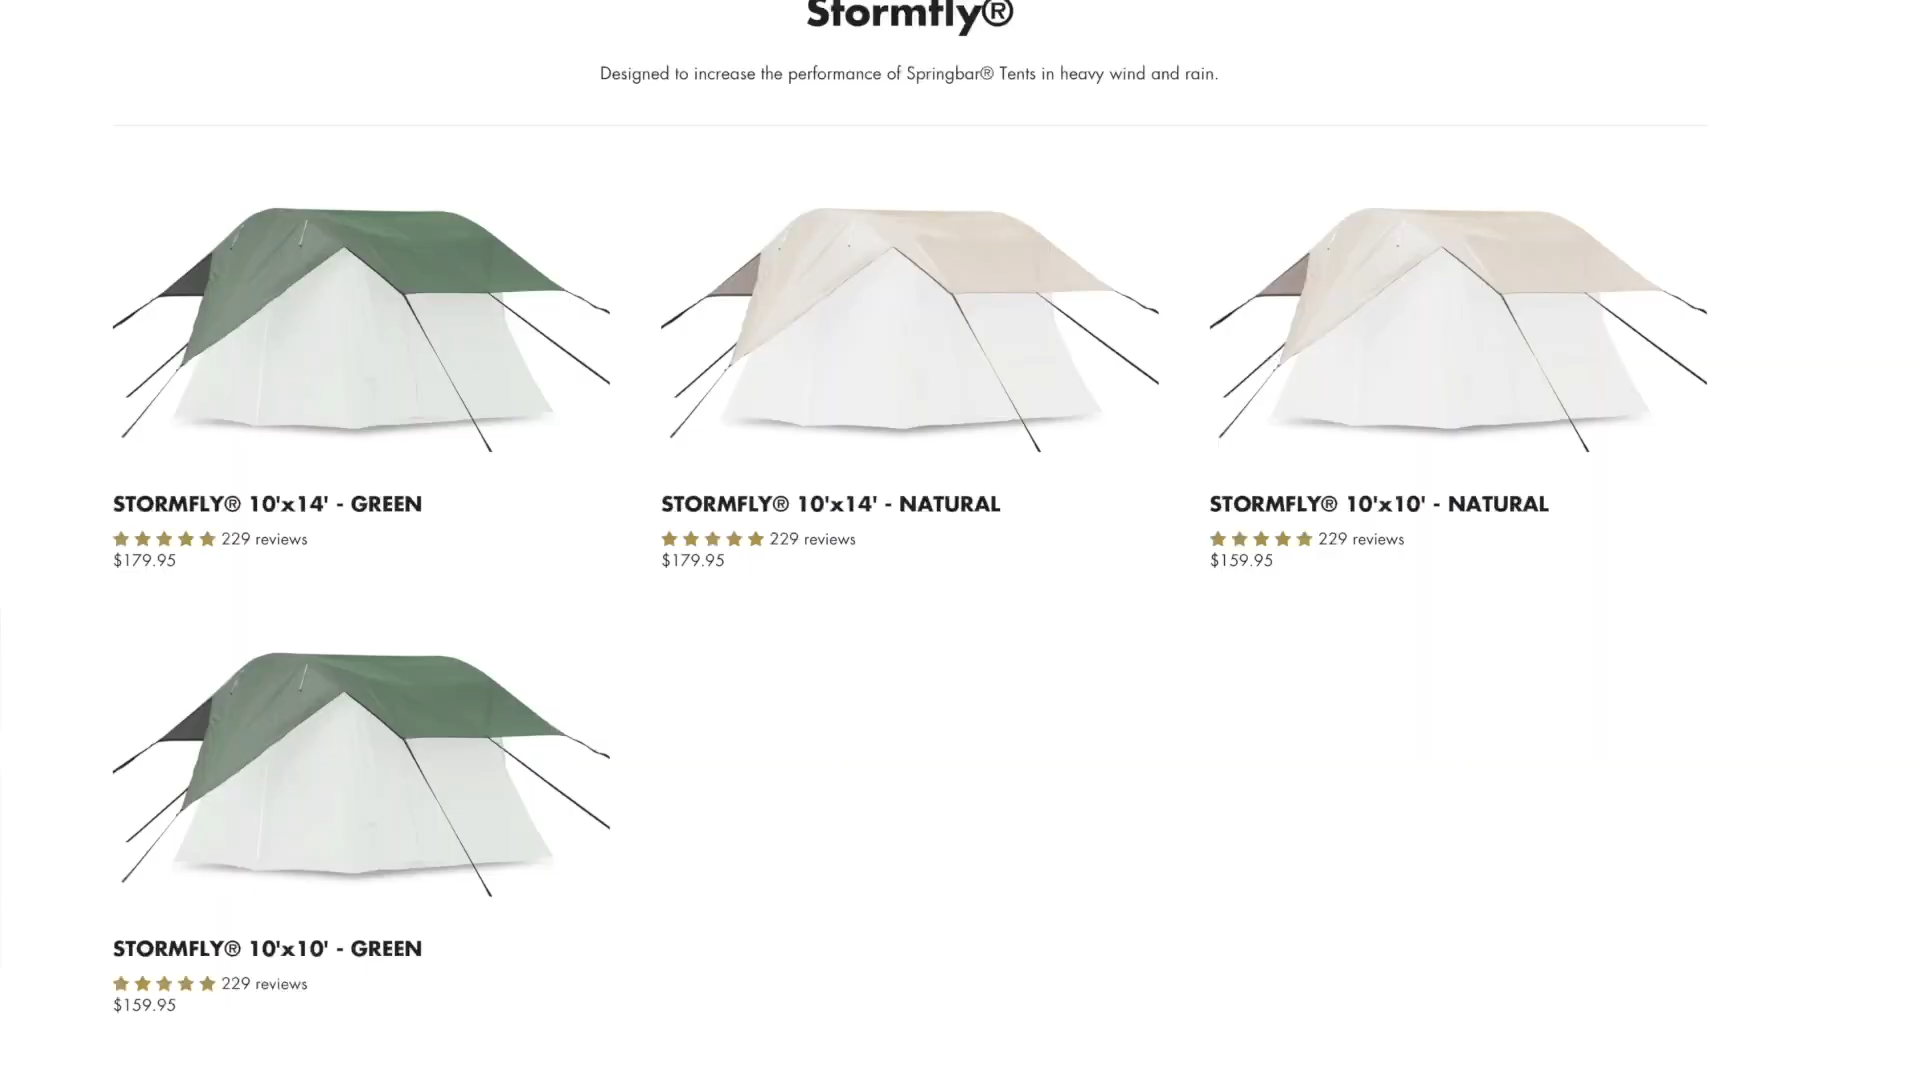 Stormfly®
Designed to increase the performance of Springbar® Tents in heavy wind and rain.
STORMFLY® 10'x14' - GREEN
229 reviews
$179.95
STORMFLY® 10'x14' - NATURAL
229 reviews
$179.95
STORMFLY® 10'x10' - NATURAL
229 reviews
$159.95
STORMFLY® 10'x10' - GREEN
229 reviews
$159.95